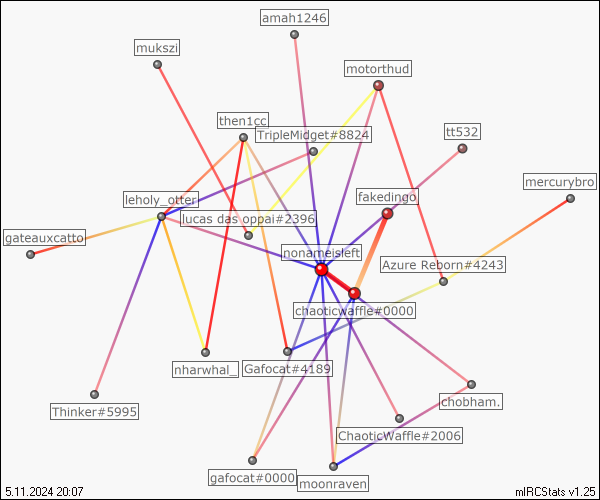 amah1246
mukszi
motorthud
then1cc
TripleMidget#8824
tt532
mercurybro
leholy_otter
fakedingo
lucas das oppai#2396
gateauxcatto
nonameisleft
Azure Reborn#4243
chaoticwaffle#0000
nharwhal_
Gafocat#4189
Thinker#5995
chobham.
ChaoticWaffle#2006
gafocat#0000
moonraven
5.11.2024 20:07
mIRCStats v1.25